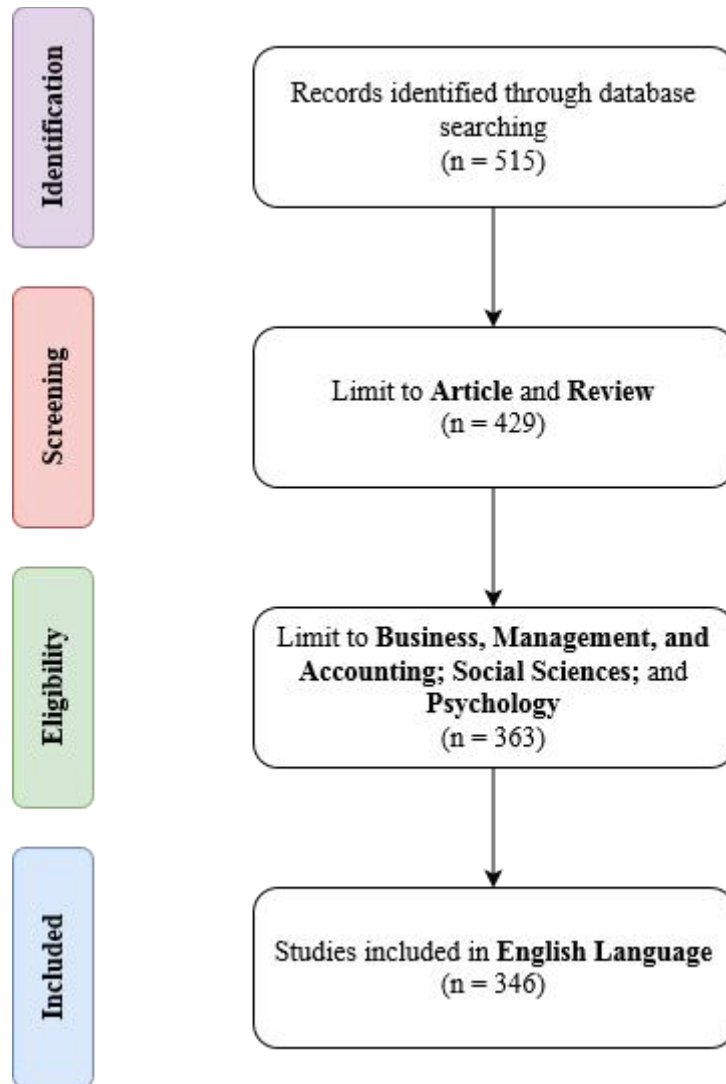 Identification
Records identified through database
searching
(n = 515)
Screening
Limit to Article and Review
(n = 429)
Eligibility
Limit to Business, Management, and
Accounting; Social Sciences; and
Psychology
(n = 363)
Included
Studies included in English Language
(n = 346)